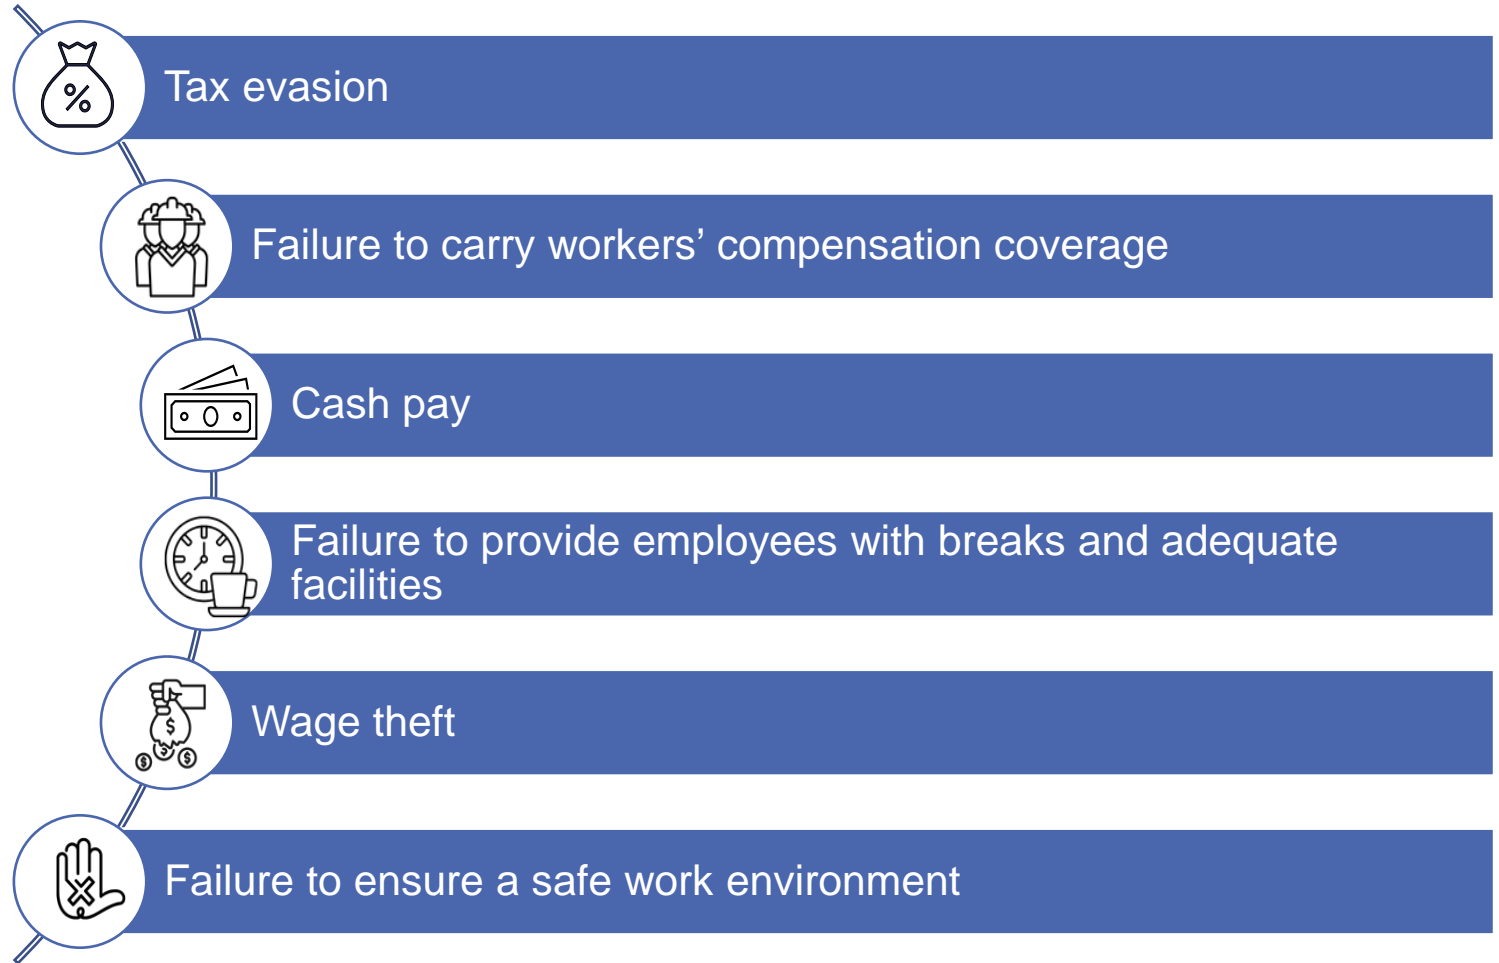 Tax evasion
Failure to carry workers’ compensation coverage
Cash pay
Failure to provide employees with breaks and adequate
facilities
Wage theft
Failure to ensure a safe work environment